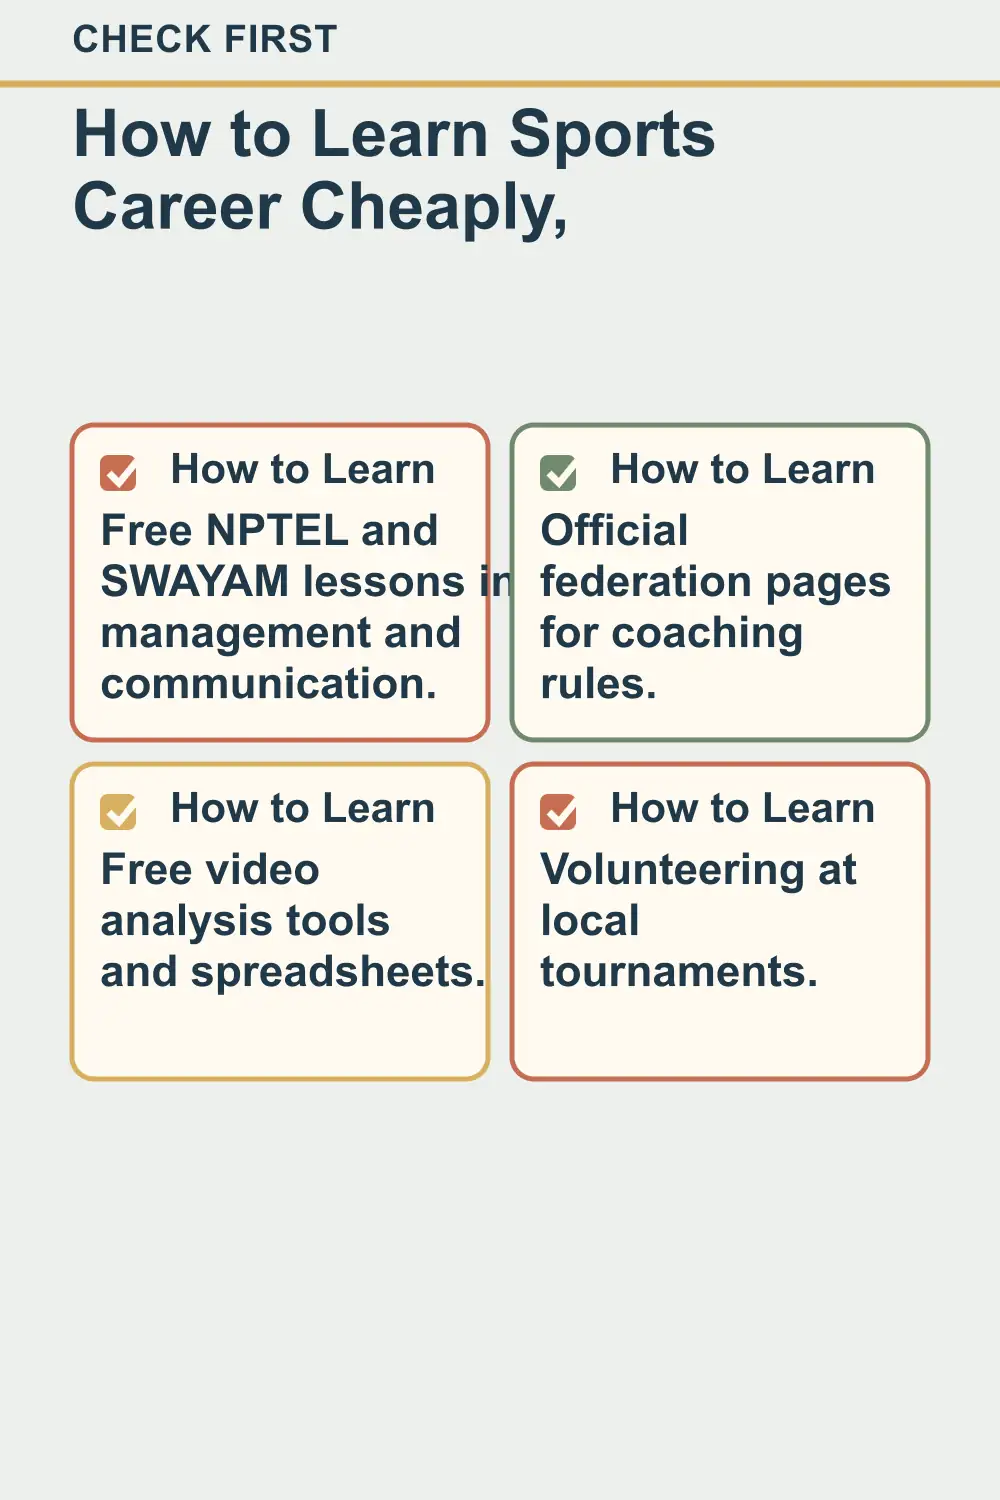 CHECK FIRST
How to Learn Sports
Career Cheaply,
How to Learn
Free NPTEL and
SWAYAM lessons in
management and
communication.
How to Learn
Official
federation pages
for coaching
rules.
How to Learn
Free video
analysis tools
and spreadsheets.
How to Learn
Volunteering at
local
tournaments.